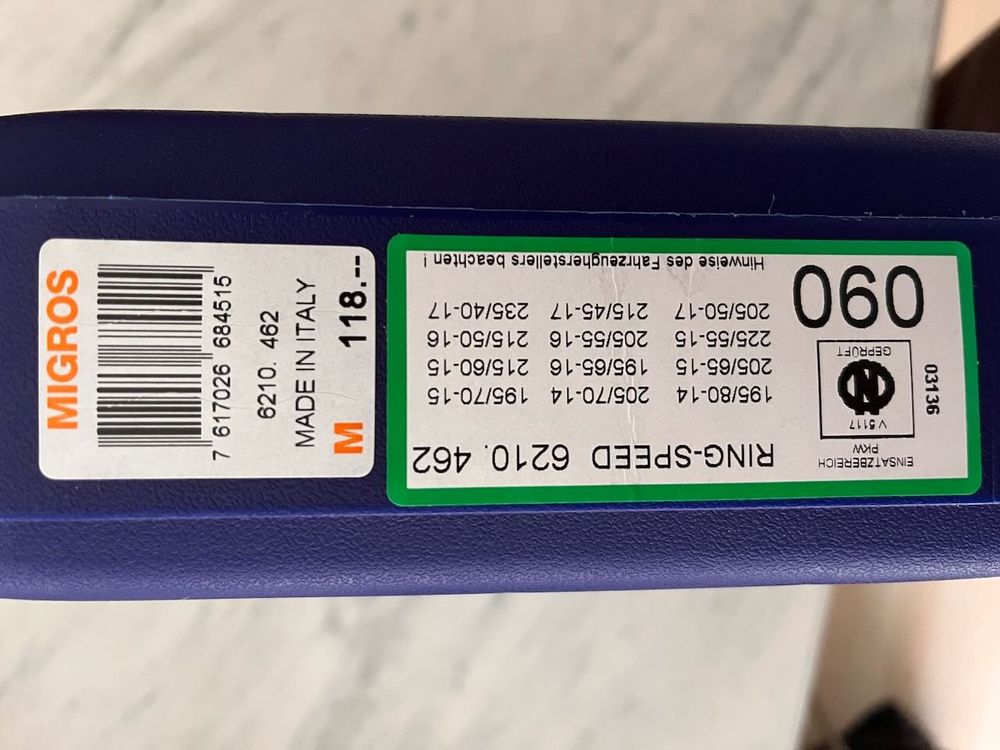 MIGROS
7 617026 684515
6210. 462
MADE IN ITALY
M 118.--
EINSATZBEREICH
PKW
V 5117
GEPRÜFT
03136
090
RING-SPEED 6210. 462
195/80-14 205/70-14 195/70-15
205/65-15 195/65-16 215/60-15
225/55-15 205/55-16 215/50-16
205/50-17 215/45-17 235/40-17
Hinweise des Fahrzeugherstellers beachten !